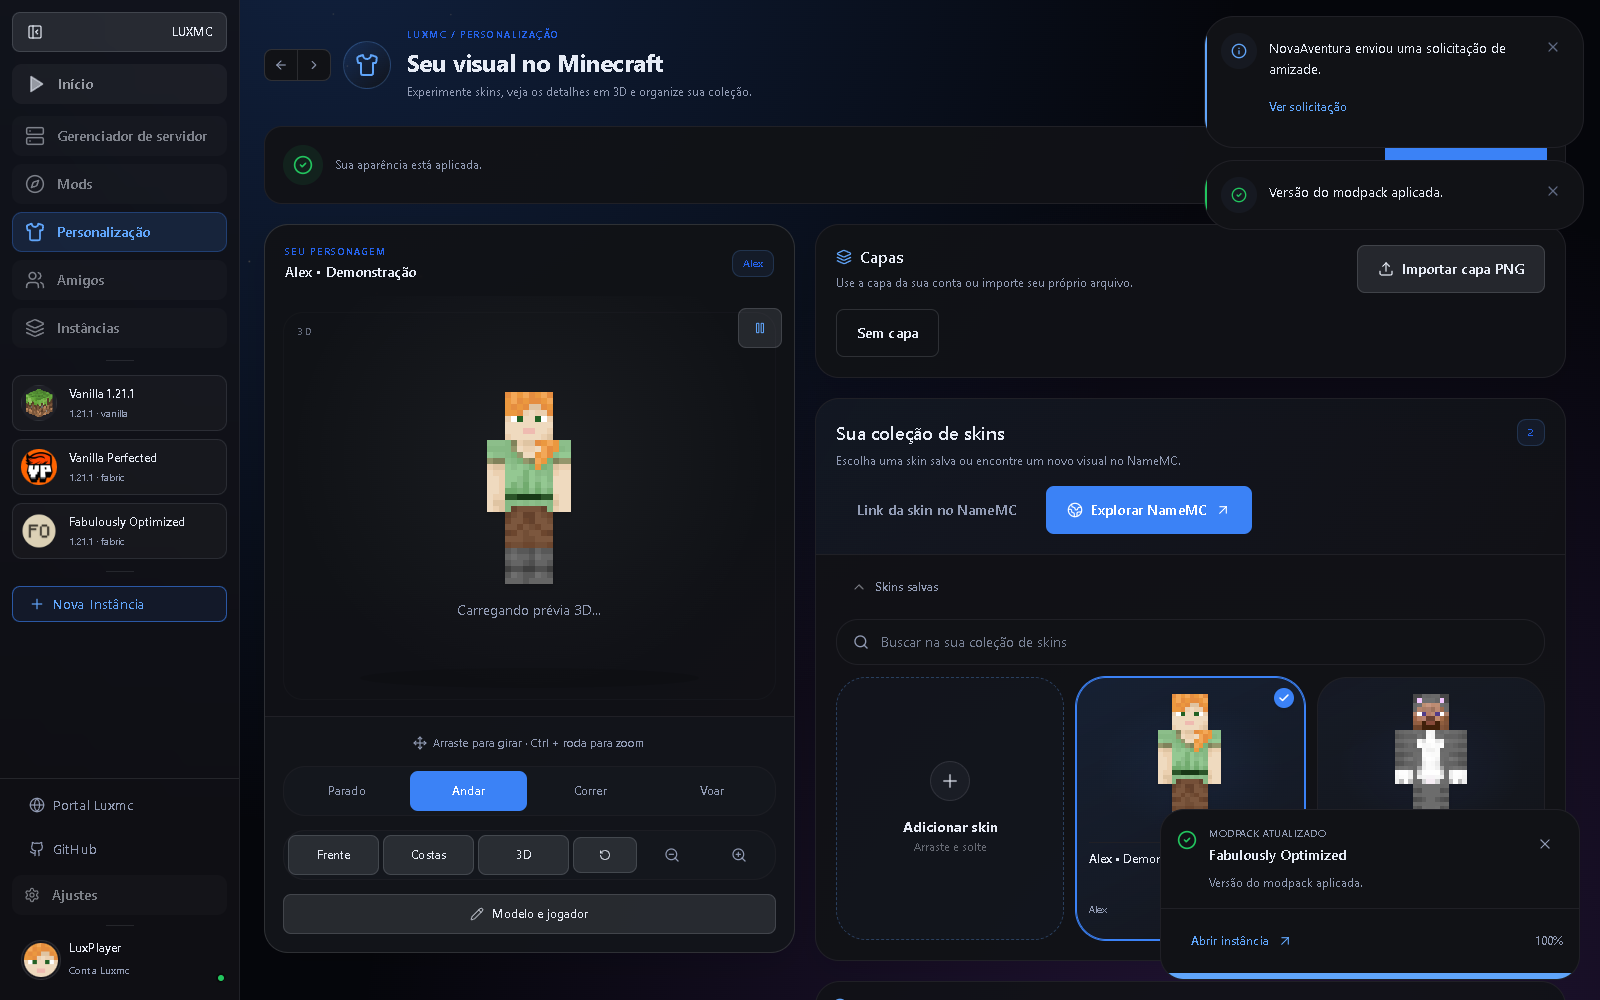 LUXMC
Início
Gerenciador de servidor
Mods
Personalização
Amigos
Instâncias
Vanilla 1.21.1
1.21.1 · vanilla
Vanilla Perfected
1.21.1 · fabric
Fabulously Optimized
1.21.1 · fabric
Nova Instância
Portal Luxmc
GitHub
Ajustes
LuxPlayer
Conta Luxmc
LUXMC / PERSONALIZAÇÃO
Seu visual no Minecraft
Experimente skins, veja os detalhes em 3D e organize sua coleção.
Sua aparência está aplicada.
NovaAventura enviou uma solicitação de
amizade.
Ver solicitação
Versão do modpack aplicada.
SEU PERSONAGEM
Alex • Demonstração
Alex
3D
Carregando prévia 3D...
Arraste para girar · Ctrl + roda para zoom
Parado
Andar
Correr
Voar
Frente
Costas
3D
Modelo e jogador
Capas
Use a capa da sua conta ou importe seu próprio arquivo.
Importar capa PNG
Sem capa
Sua coleção de skins
2
Escolha uma skin salva ou encontre um novo visual no NameMC.
Link da skin no NameMC
Explorar NameMC
Skins salvas
Buscar na sua coleção de skins
Adicionar skin
Arraste e solte
Alex • Demor
Alex
MODPACK ATUALIZADO
Fabulously Optimized
Versão do modpack aplicada.
Abrir instância
100%
VP
FO